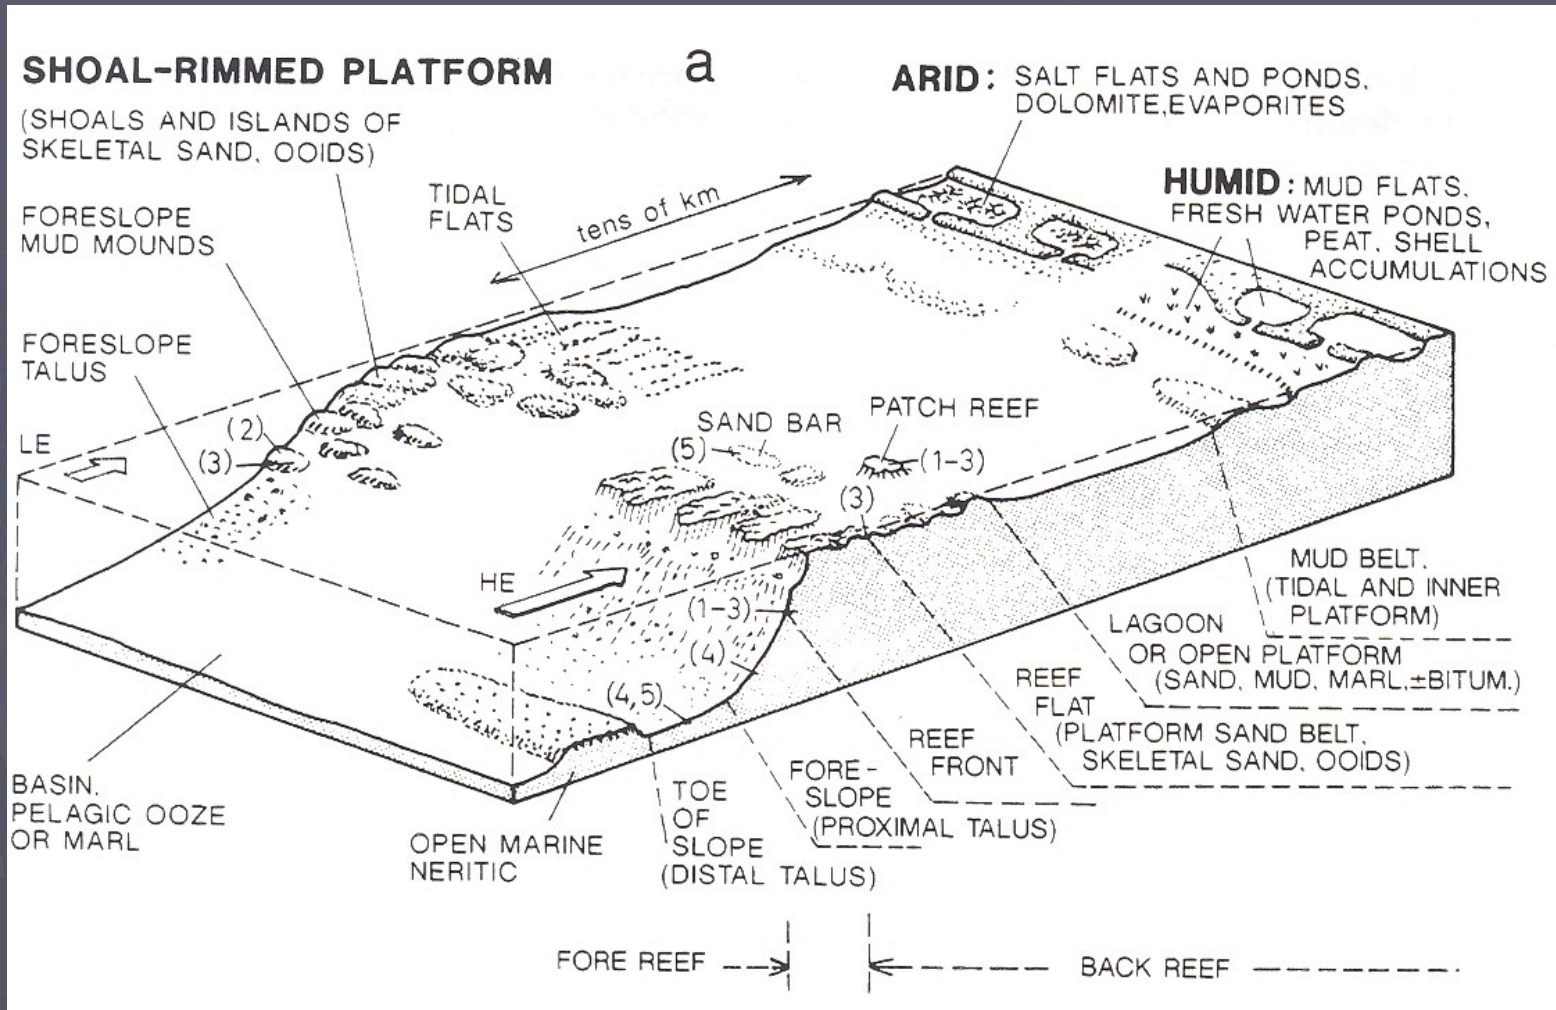 SHOAL-RIMMED PLATFORM
a
(SHOALS AND ISLANDS OF
SKELETAL SAND, OOIDS)
ARID: SALT FLATS AND PONDS,
DOLOMITE,EVAPORITES
HUMID: MUD FLATS,
FRESH WATER PONDS,
PEAT, SHELL
ACCUMULATIONS
TIDAL
FLATS
tens of km
FORESLOPE
MUD MOUNDS
FORESLOPE
TALUS
LE
(2)
(3)
SAND BAR
(5)
PATCH REEF
(1-3)
(3)
HE
(1-3)
(4)
(4,5)
MUD BELT,
(TIDAL AND INNER
PLATFORM)
LAGOON
OR OPEN PLATFORM
(SAND, MUD, MARL,±BITUM.)
REEF
FLAT
(PLATFORM SAND BELT,
SKELETAL SAND, OOIDS)
REEF
FRONT
FORE-
SLOPE
(PROXIMAL TALUS)
TOE
OF
SLOPE
(DISTAL TALUS)
OPEN MARINE
NERITIC
BASIN,
PELAGIC OOZE
OR MARL
FORE REEF
BACK REEF